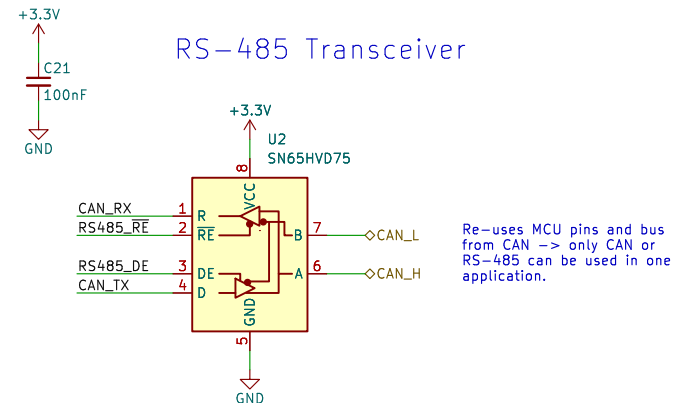 +3.3V
RS-485 Transceiver
C21
100nF
GND
+3.3V
U2
SN65HVD75
8
VCC
CAN_RX 1 R
RS485_RE 2 RE
B 7 CAN_L
RS485_DE 3 DE
A 6 CAN_H
CAN_TX 4 D
GND
5
GND
Re-uses MCU pins and bus
from CAN -> only CAN or
RS-485 can be used in one
application.